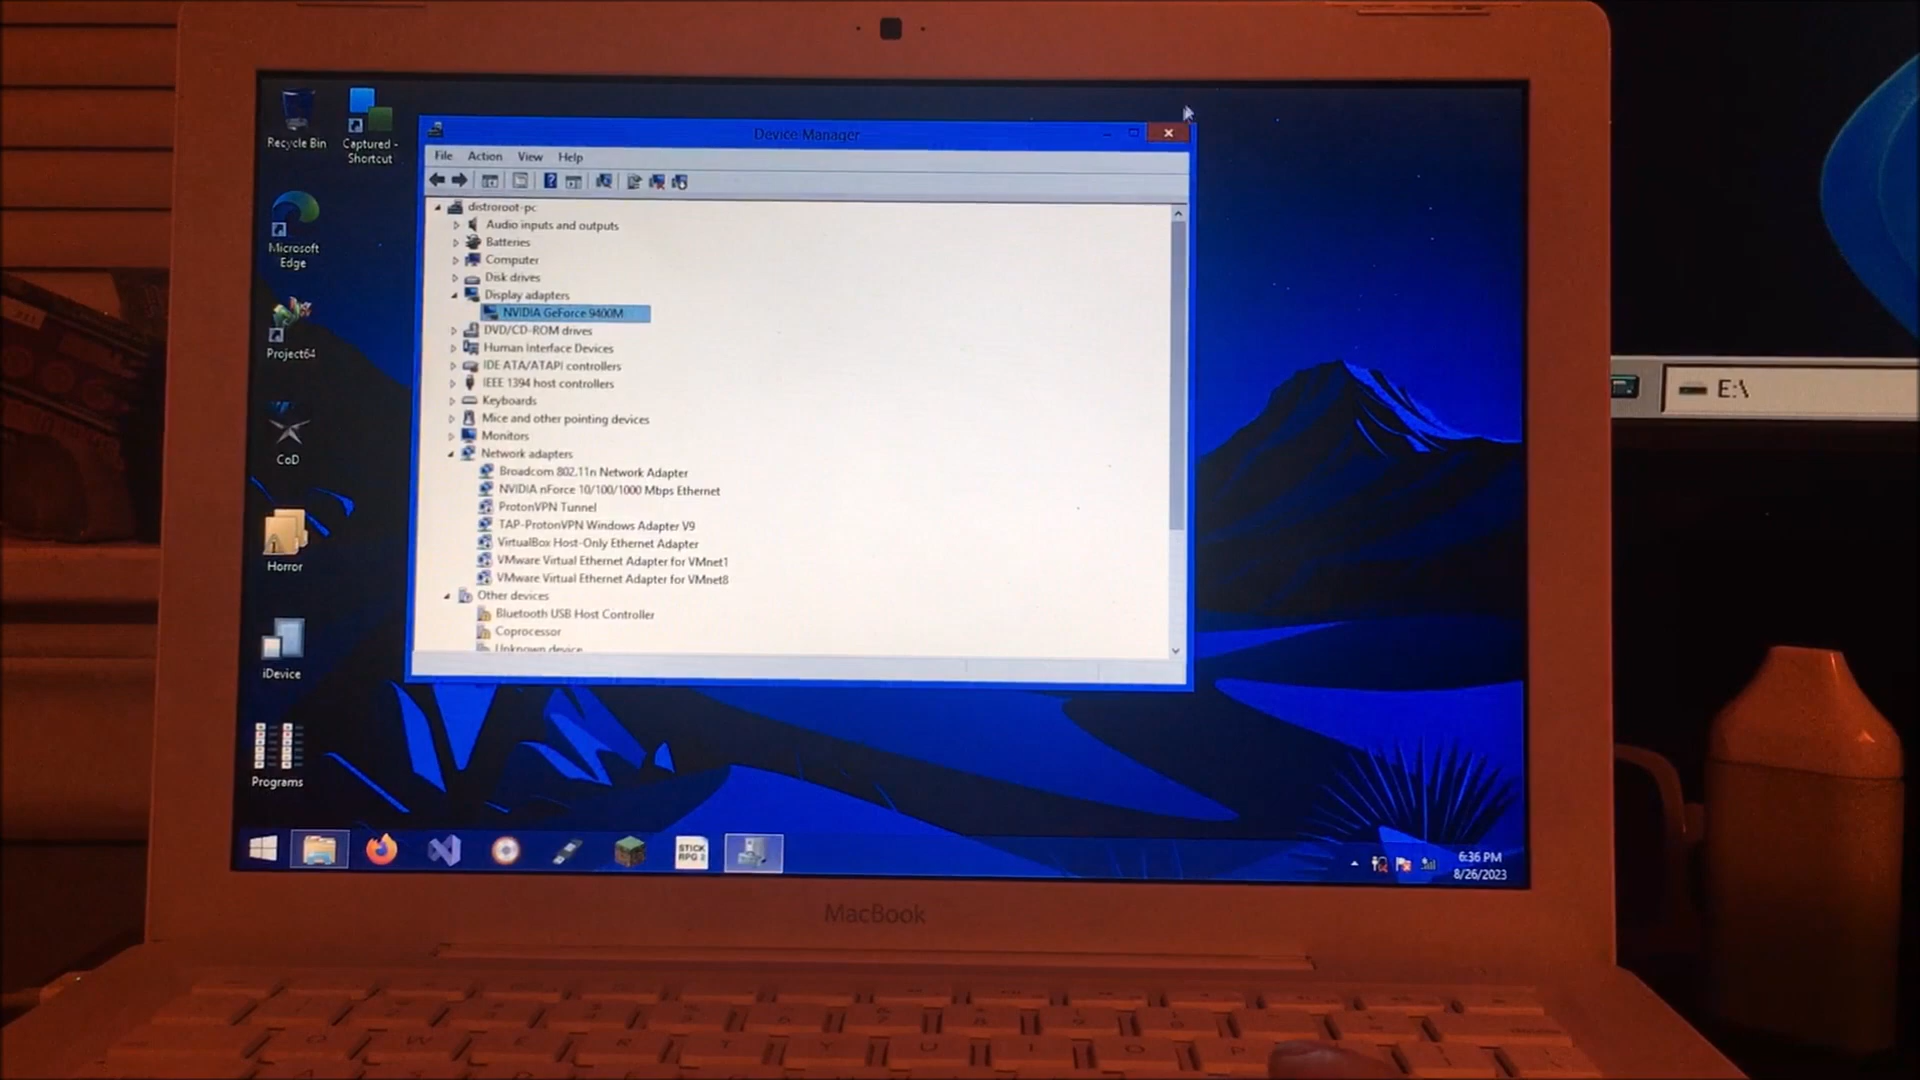 Recycle Bin
Captured -
Shortcut
Microsoft
Edge
Project64
CoD
Horror
iDevice
Programs
Device Manager
File Action View Help
distroroot-pc
Audio inputs and outputs
Batteries
Computer
Disk drives
Display adapters
NVIDIA GeForce 9400M
DVD/CD-ROM drives
Human Interface Devices
IDE ATA/ATAPI controllers
IEEE 1394 host controllers
Keyboards
Mice and other pointing devices
Monitors
Network adapters
Broadcom 802.11n Network Adapter
NVIDIA nForce 10/100/1000 Mbps Ethernet
ProtonVPN Tunnel
TAP-ProtonVPN Windows Adapter V9
VirtualBox Host-Only Ethernet Adapter
VMware Virtual Ethernet Adapter for VMnet1
VMware Virtual Ethernet Adapter for VMnet8
Other devices
Bluetooth USB Host Controller
Coprocessor
Unknown device
E:\
STICK
RPG 2
6:36 PM
8/26/2023
MacBook